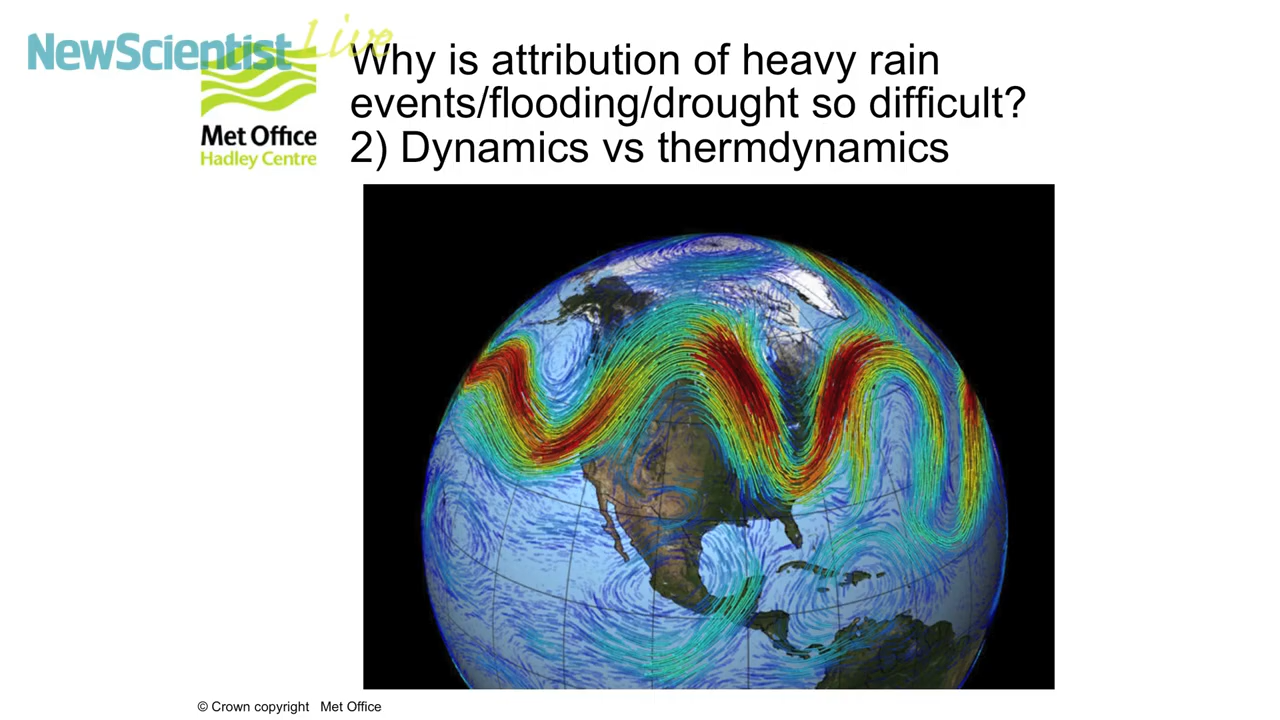 NewScientist Live
Met Office
Hadley Centre
Why is attribution of heavy rain
events/flooding/drought so difficult?
2) Dynamics vs thermdynamics
© Crown copyright Met Office